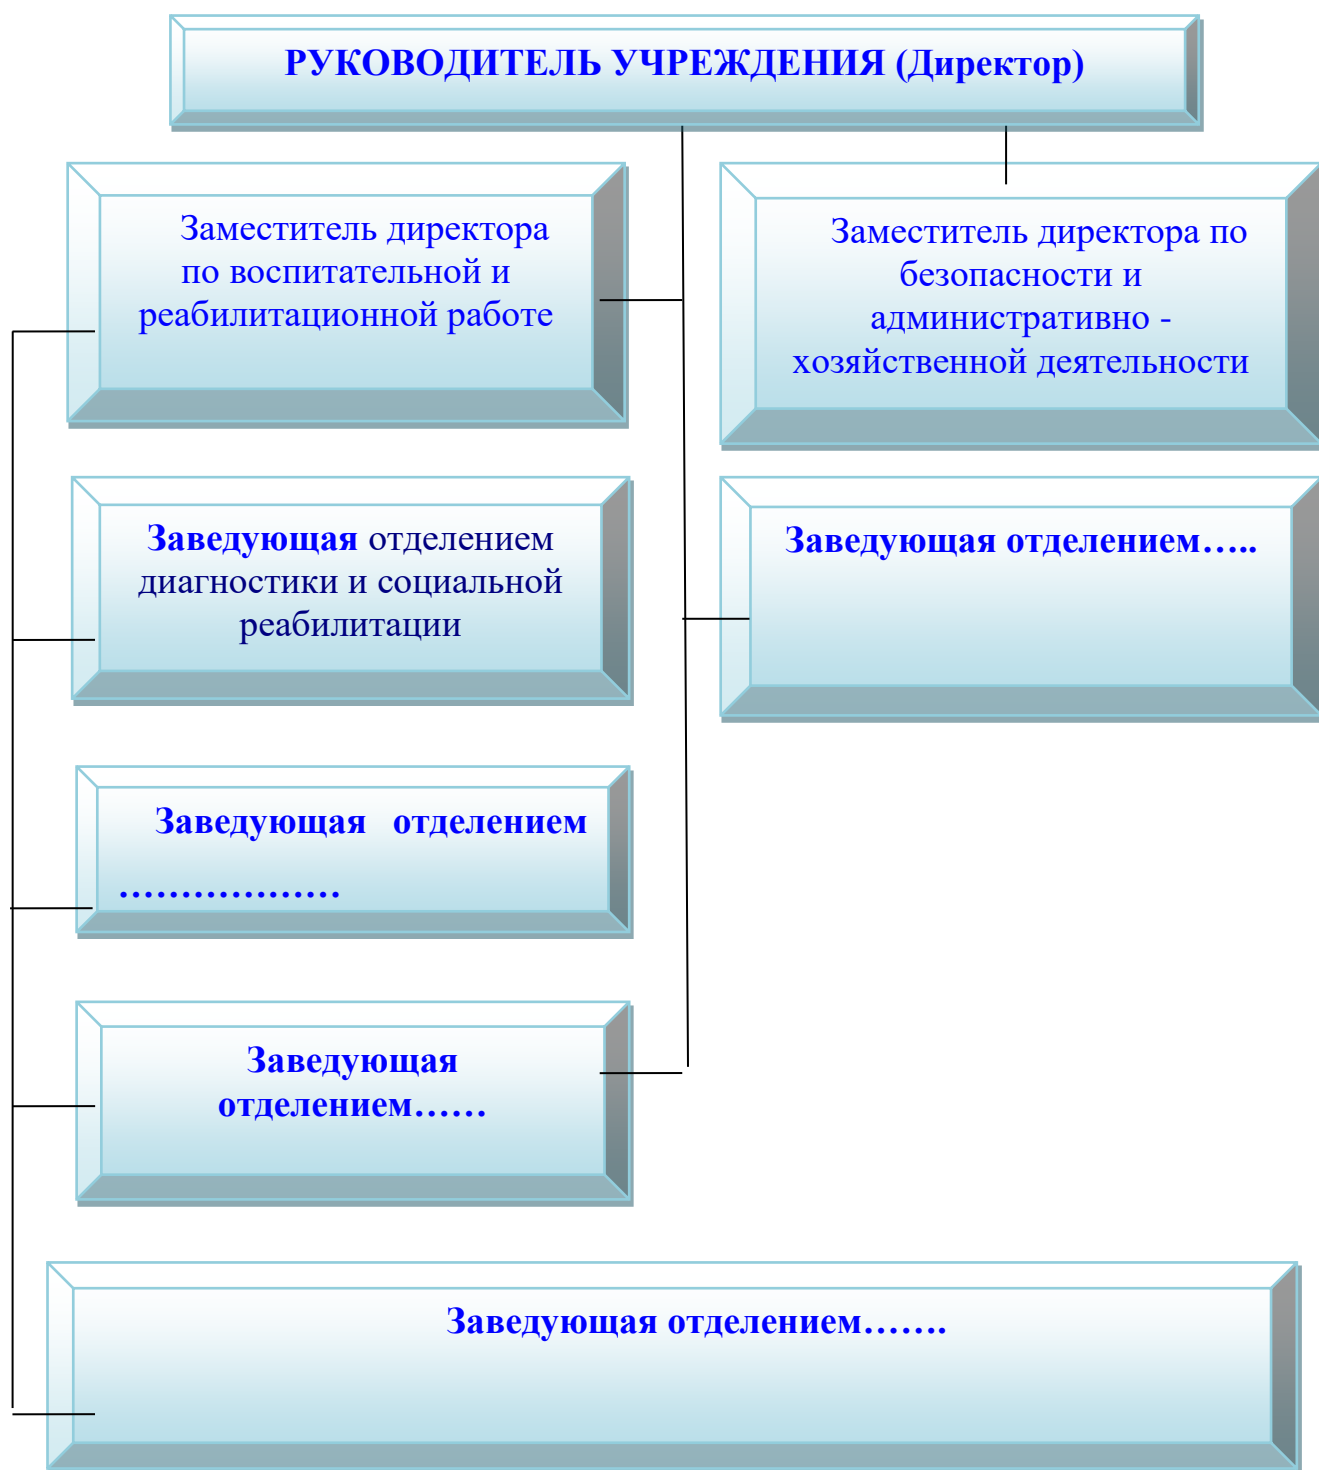 РУКОВОДИТЕЛЬ УЧРЕЖДЕНИЯ (Директор)
Заместитель директора
по воспитательной и
реабилитационной работе
Заместитель директора по
безопасности и
административно -
хозяйственной деятельности
Заведующая отделением
диагностики и социальной
реабилитации
Заведующая отделением…..
Заведующая отделением
………………
Заведующая
отделением……
Заведующая отделением…….